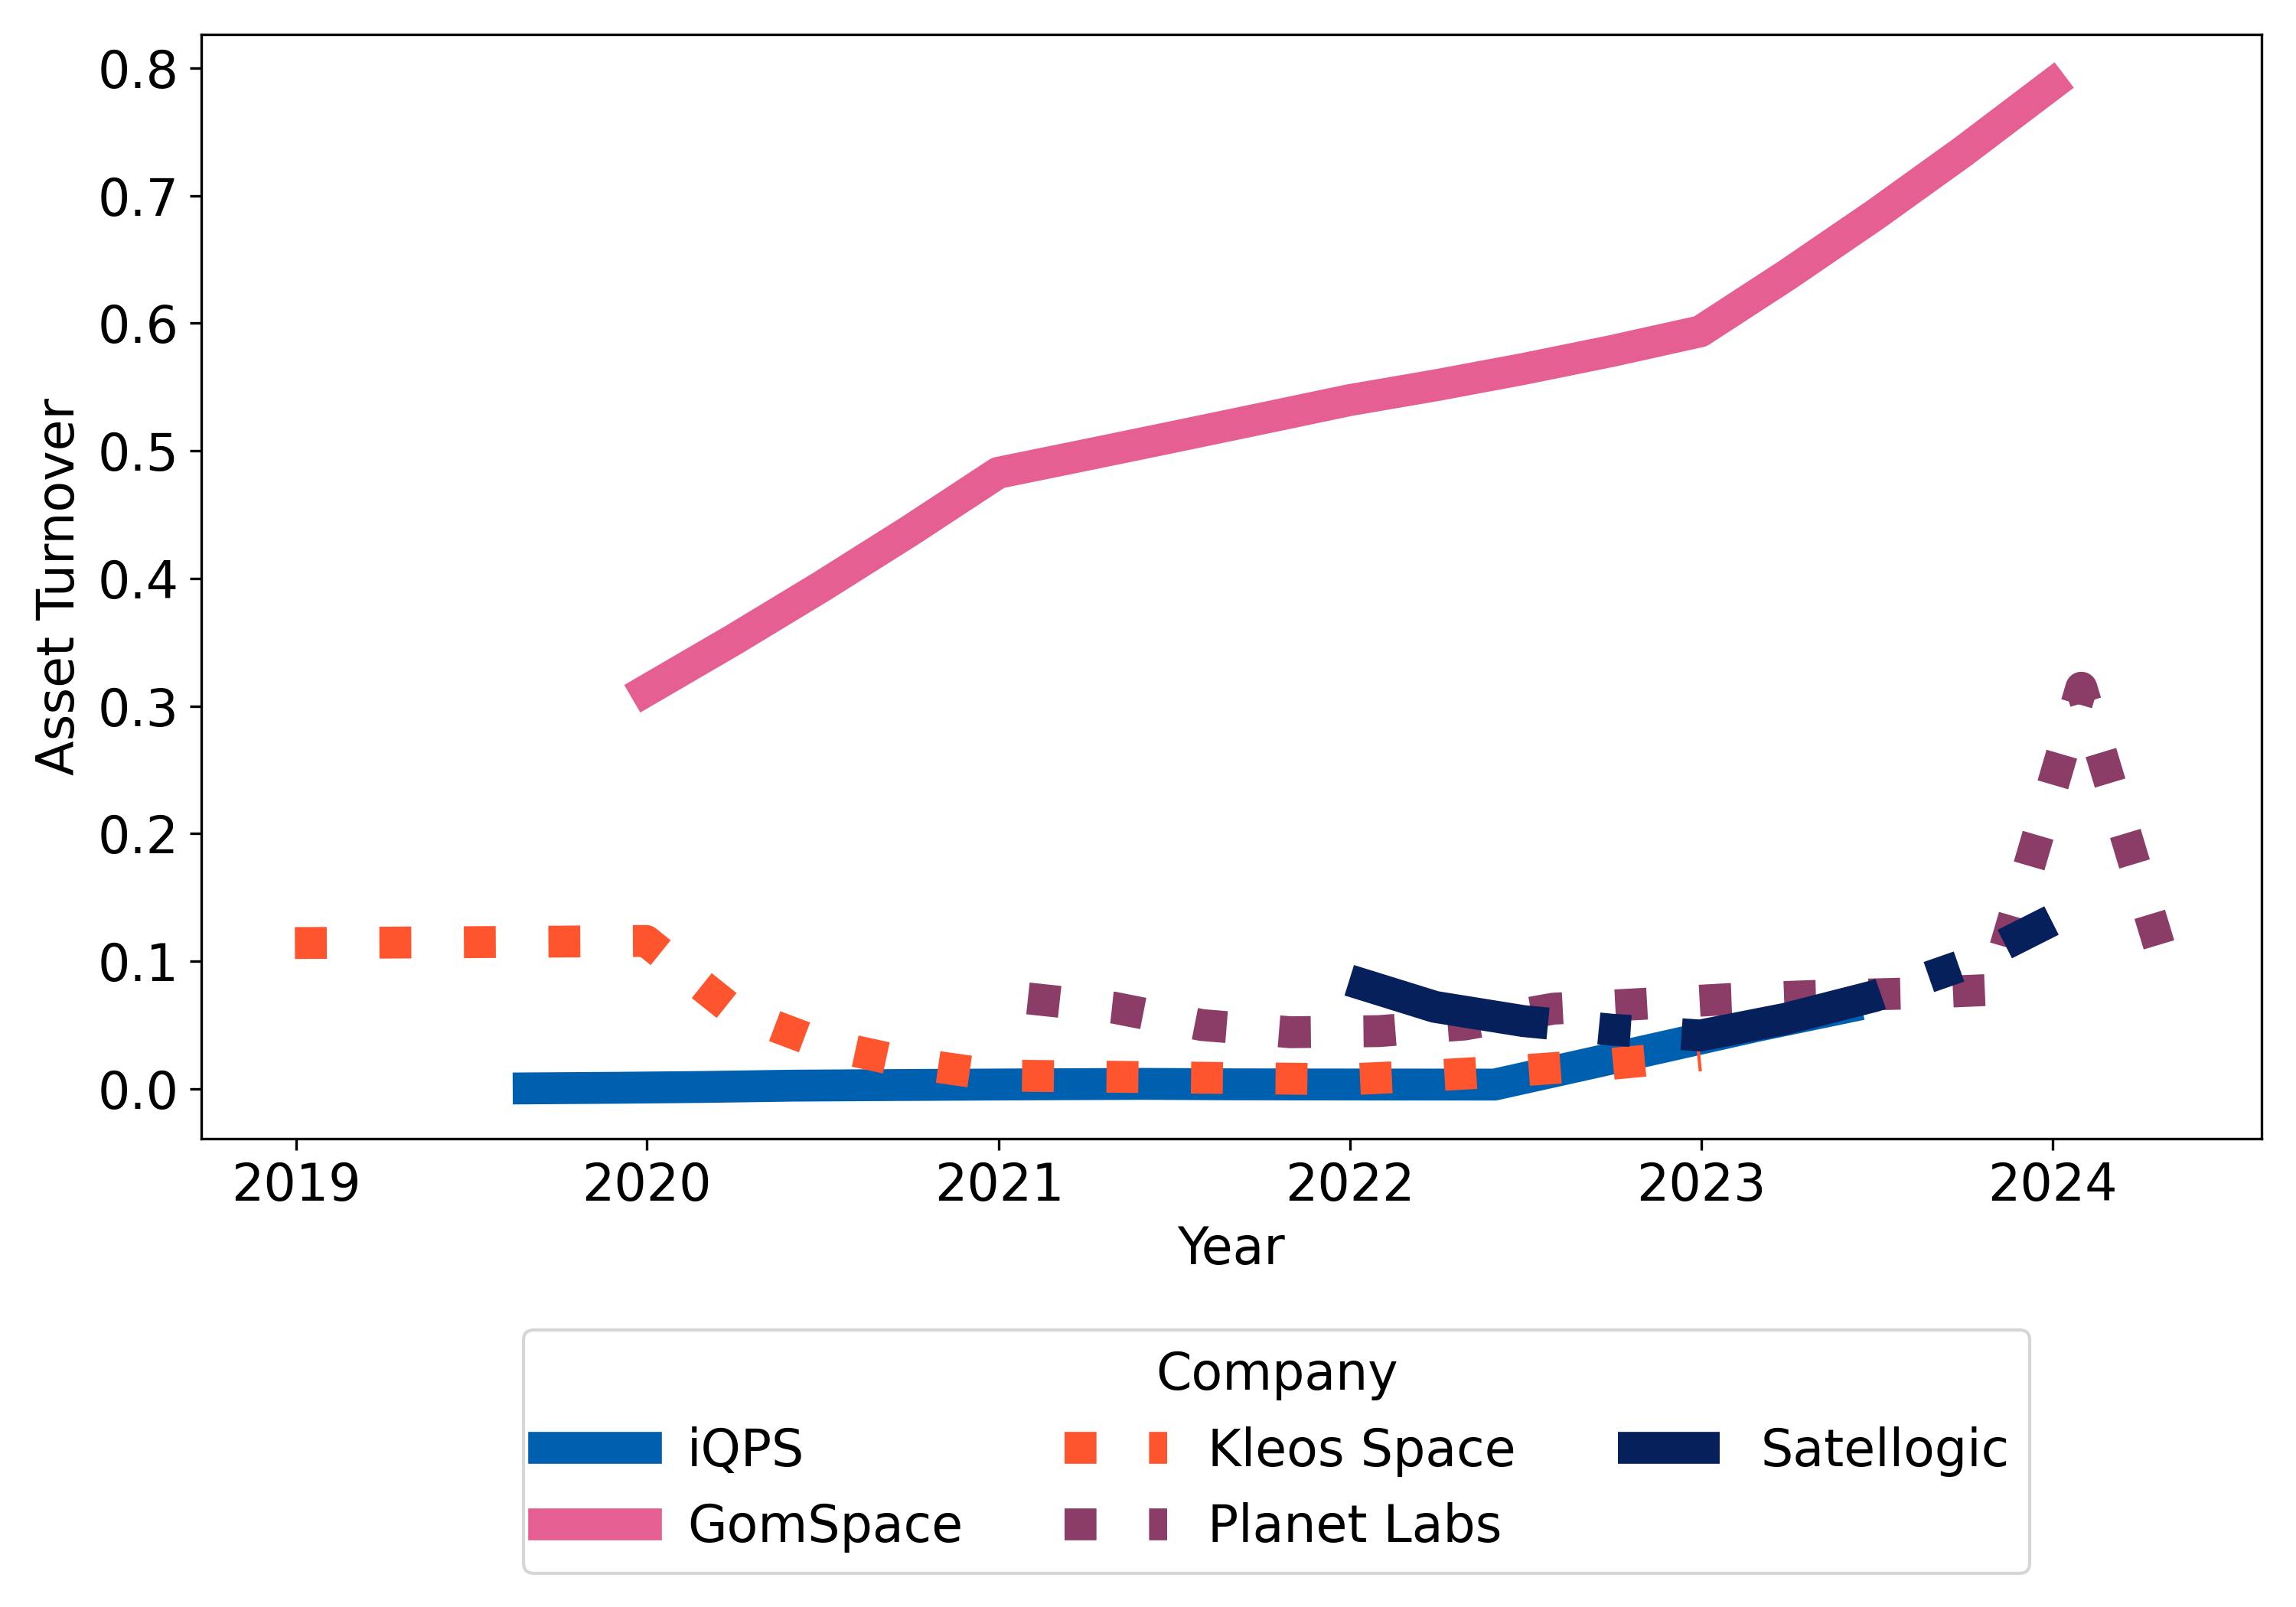 0.8
0.7
0.6
0.5
0.4
0.3
0.2
0.1
0.0
Asset Turnover
2019 2020 2021 2022 2023 2024
Year
Company
iQPS Kleos Space Satellogic
GomSpace Planet Labs